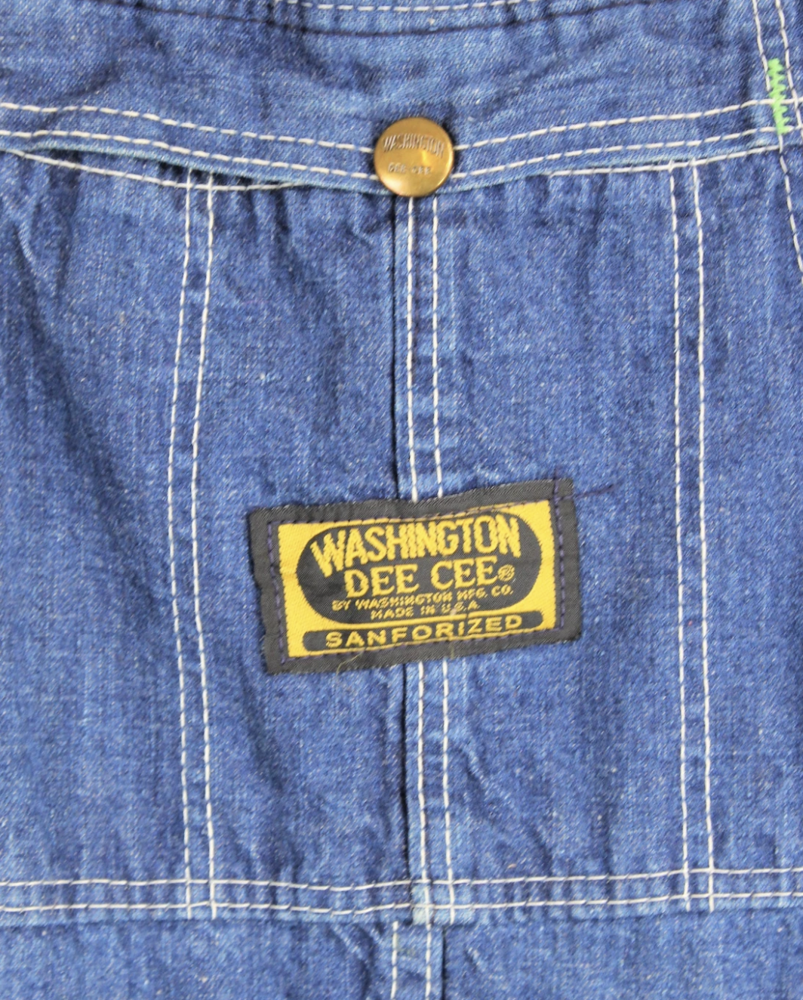 WASHINGTON
DEE CEE
WASHINGTON
DEE CEE®
BY WASHINGTON MFG. CO.
MADE IN U.S.A.
SANFORIZED